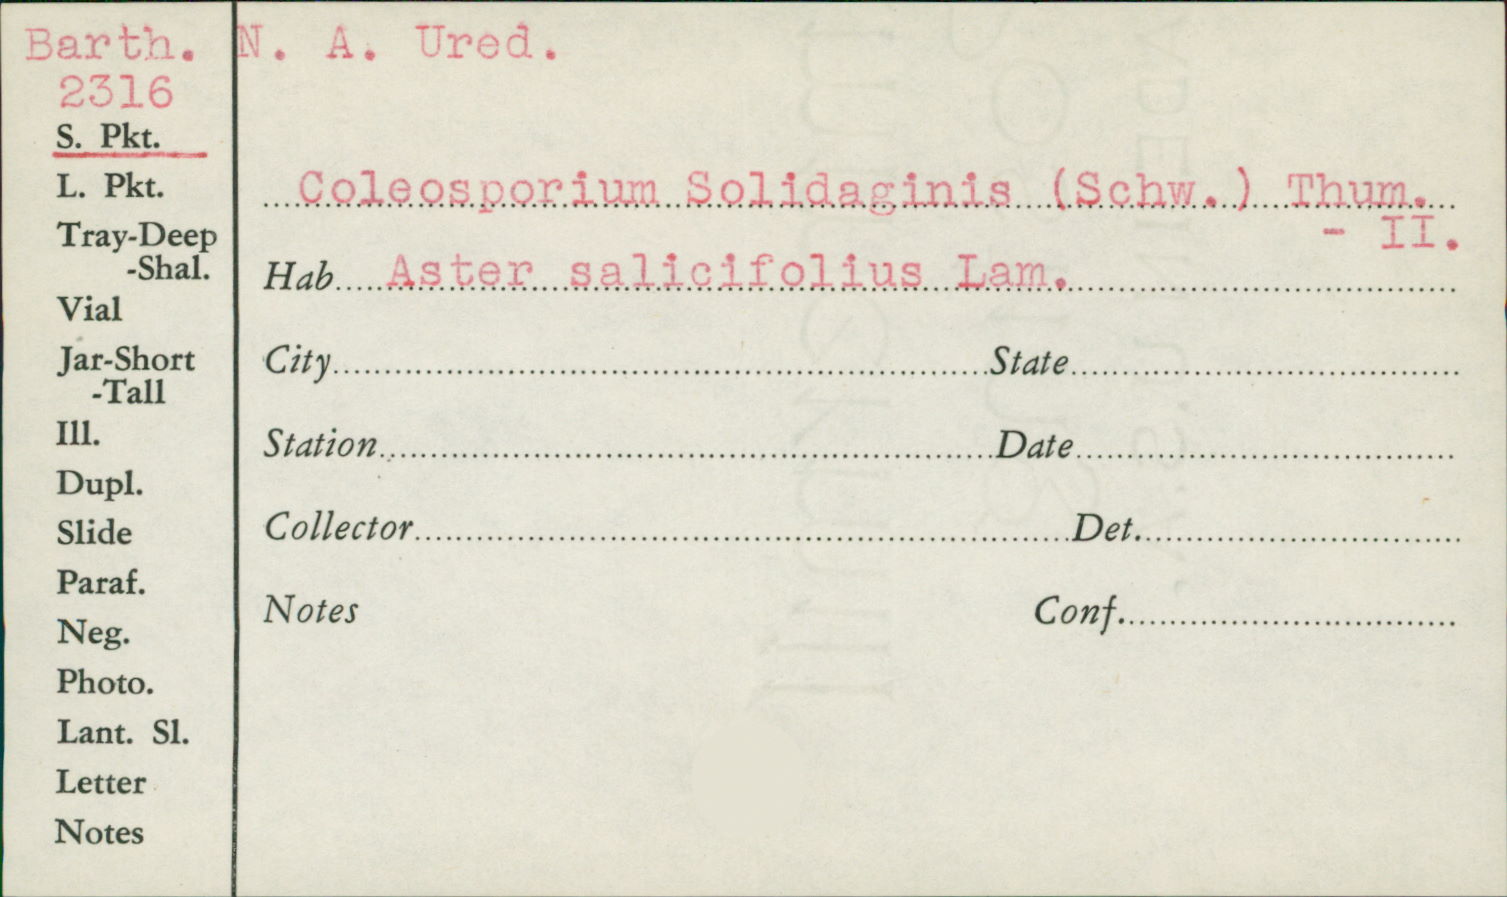 Barth. N. A. Ured.
2316
S. Pkt.
L. Pkt.
Tray-Deep
-Shal.
Vial
Jar-Short
-Tall
Ill.
Dupl.
Slide
Paraf.
Neg.
Photo.
Lant. Sl.
Letter
Notes
Coleosporium Solidaginis (Schw.) Thum.
- II.
Hab. Aster salicifolius Lam.
City State
Station Date
Collector Det.
Notes Conf.